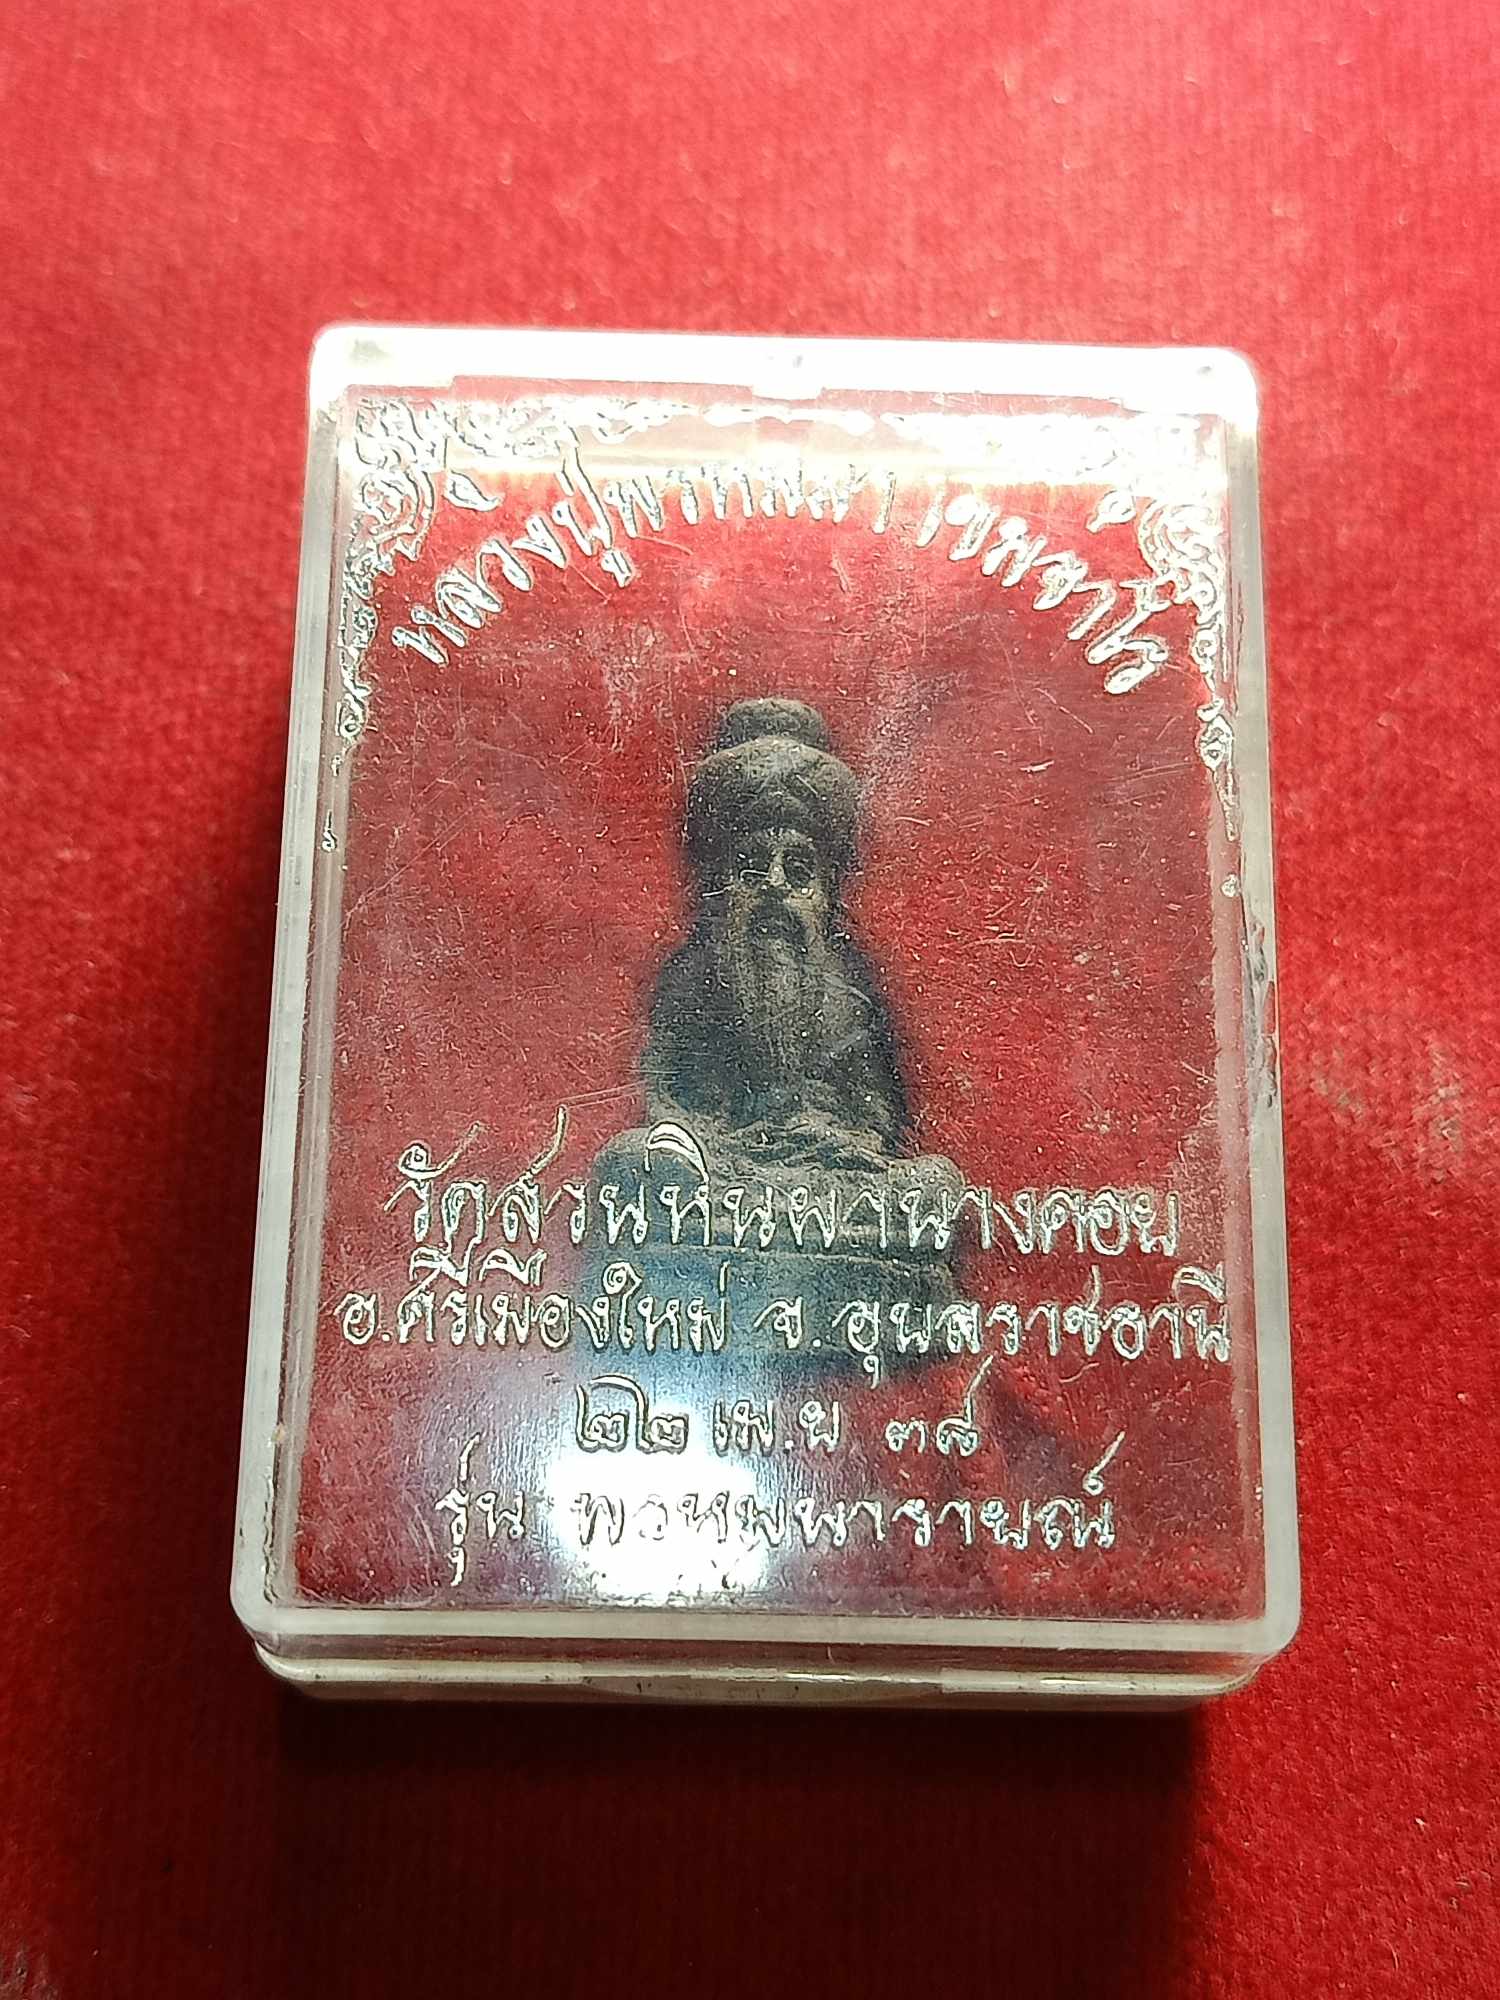 หลวงปู่พรหมมา เขมจาโร
วัดสวนหินผานางคอย
อ.ศรีเมืองใหม่ จ.อุบลราชธานี
๒๒ เม.ย ๓๘
รุ่น พรหมนารายณ์